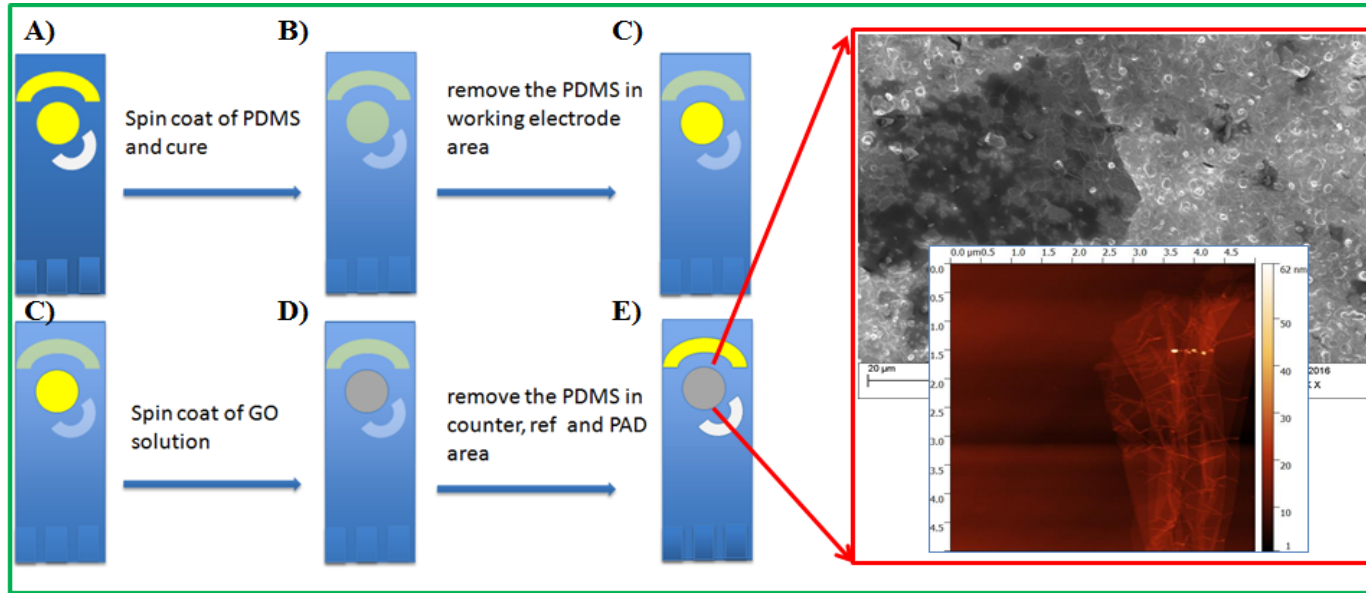 A)
B)
C)
Spin coat of PDMS
and cure
remove the PDMS in
working electrode
area
C)
D)
E)
Spin coat of GO
solution
remove the PDMS in
counter, ref and PAD
area
20 µm
2016
X
0.0 µm0.5 1.0 1.5 2.0 2.5 3.0 3.5 4.0 4.5
0.0
0.5
1.0
1.5
2.0
2.5
3.0
3.5
4.0
4.5
62 nm
50
40
30
20
10
1